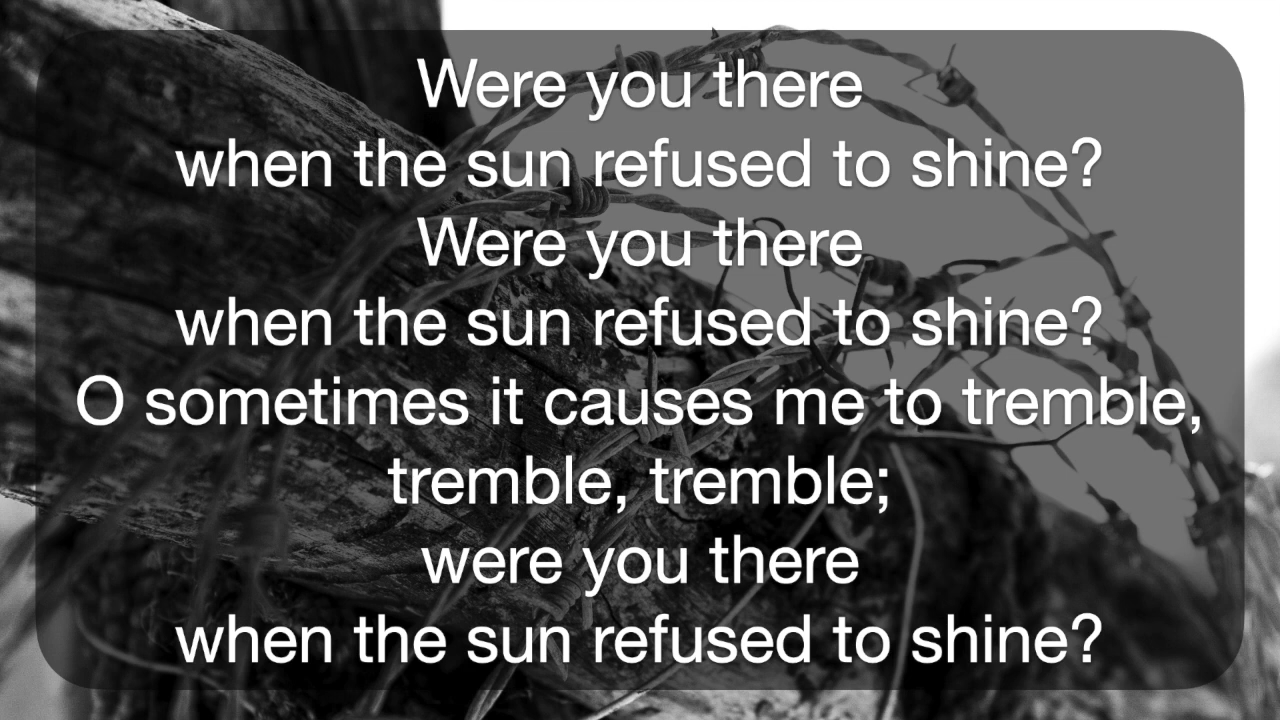 Were you there
when the sun refused to shine?
Were you there
when the sun refused to shine?
O sometimes it causes me to tremble,
tremble, tremble;
were you there
when the sun refused to shine?